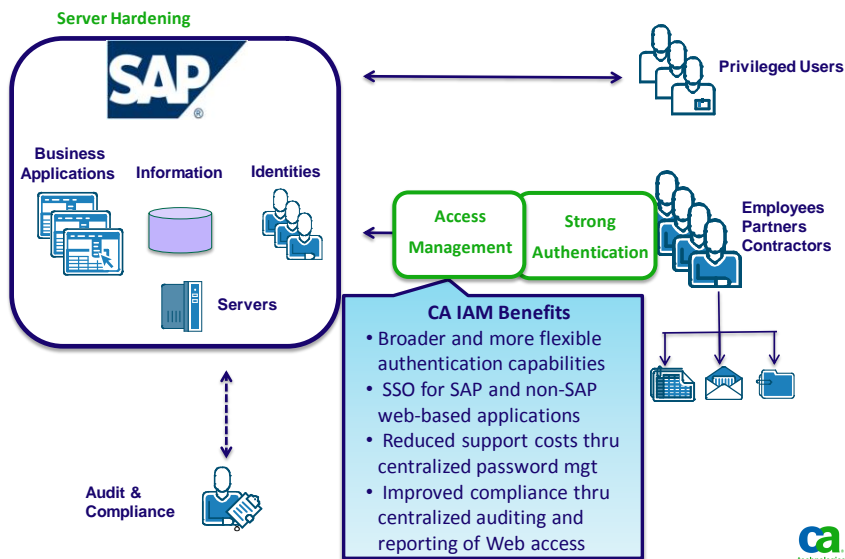 Server Hardening
SAP
®
Business
Applications
Information
Identities
Servers
Privileged Users
Access
Management
Strong
Authentication
Employees
Partners
Contractors
CA IAM Benefits
• Broader and more flexible
authentication capabilities
• SSO for SAP and non-SAP
web-based applications
• Reduced support costs thru
centralized password mgt
• Improved compliance thru
centralized auditing and
reporting of Web access
Audit &
Compliance
ca
technologies